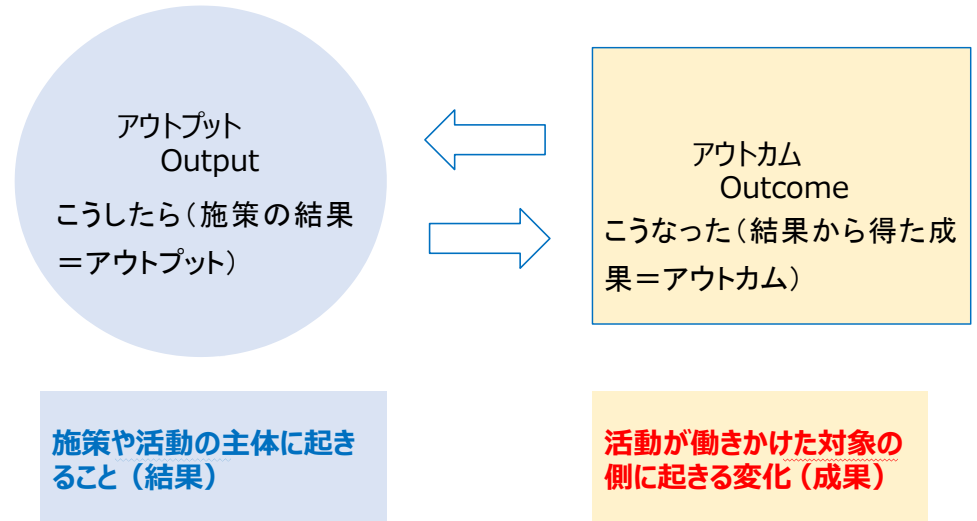 アウトプット
Output
こうしたら（施策の結果
＝アウトプット）
アウトカム
Outcome
こうなった（結果から得た成
果＝アウトカム）
施策や活動の主体に起き
ること（結果）
活動が働きかけた対象の
側に起きる変化（成果）